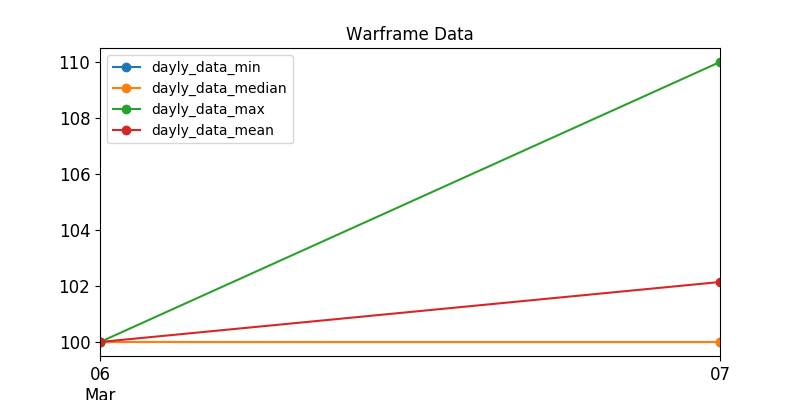 Warframe Data
dayly_data_min
dayly_data_median
dayly_data_max
dayly_data_mean
110
108
106
104
102
100
06
07
Mar